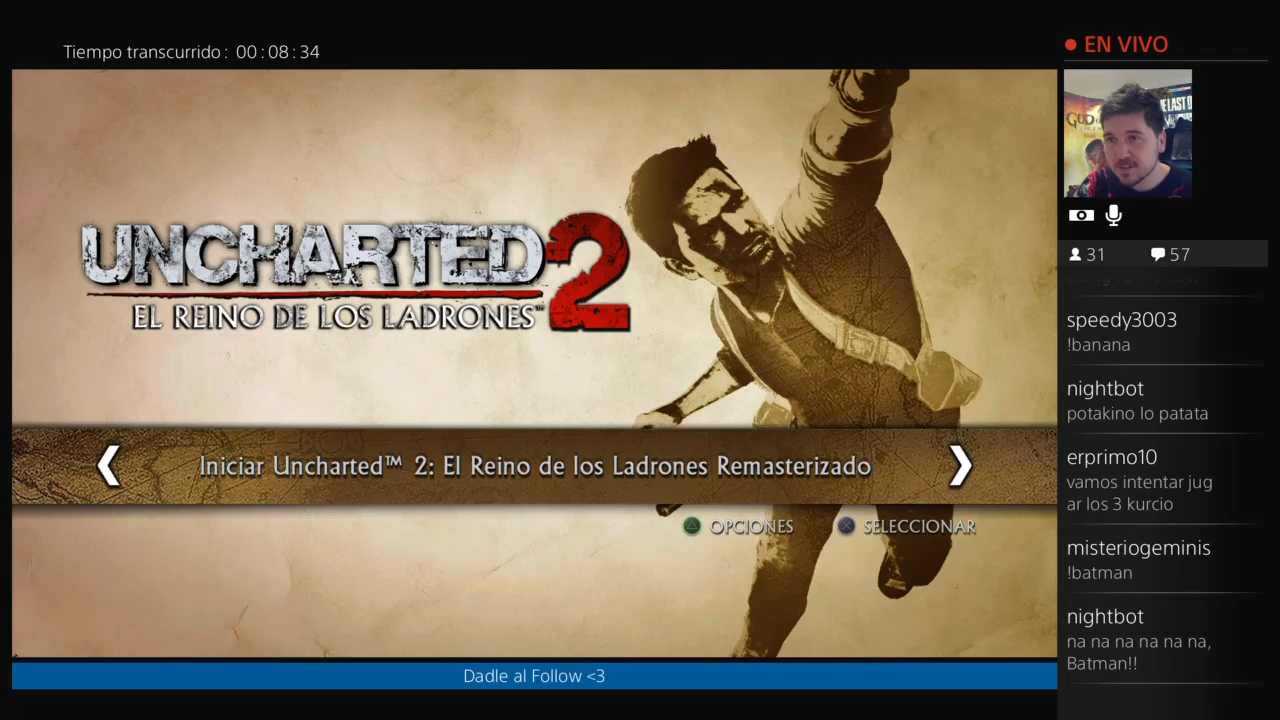 Tiempo transcurrido : 00 : 08 : 34
EN VIVO
UNCHARTED 2
EL REINO DE LOS LADRONES™
Iniciar Uncharted™ 2: El Reino de los Ladrones Remasterizado
OPCIONES
SELECCIONAR
Dadle al Follow <3
31
57
speedy3003
!banana
nightbot
potakino lo patata
erprimo10
vamos intentar jug
ar los 3 kurcio
misteriogeminis
!batman
nightbot
na na na na na na,
Batman!!